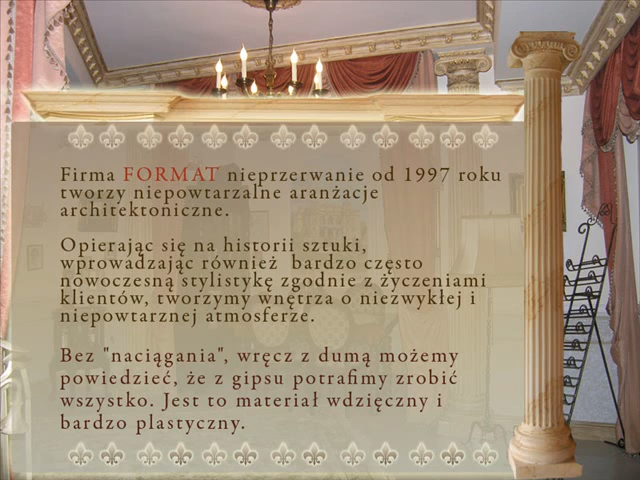 Firma FORMAT nieprzerwanie od 1997 roku
tworzy niepowtarzalne aranżacje
architektoniczne.
Opierając się na historii sztuki,
wprowadzając również bardzo często
nowoczesną stylistykę zgodnie z życzeniami
klientów, tworzymy wnętrza o niezwykłej i
niepowtarznej atmosferze.
Bez "naciągania", wręcz z dumą możemy
powiedzieć, że z gipsu potrafimy zrobić
wszystko. Jest to materiał wdzięczny i
bardzo plastyczny.